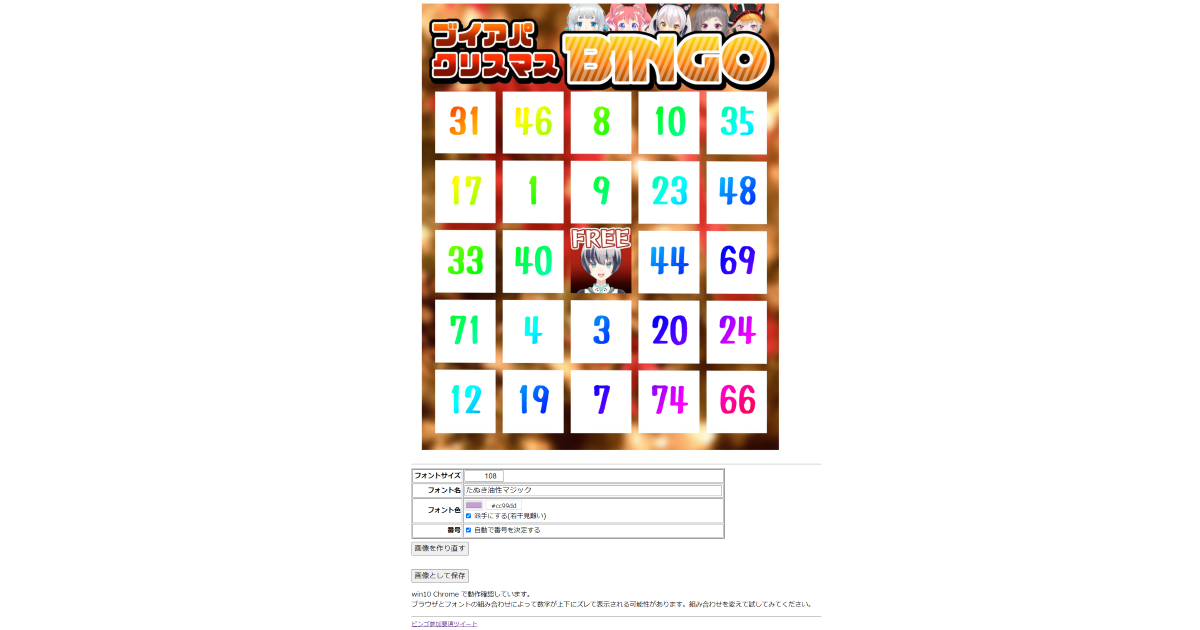 ブイアパ
クリスマス
BINGO
31 46 8 10 35
17 1 9 23 48
33 40 FREE 44 69
71 4 3 20 24
12 19 7 74 66
フォントサイズ 108
フォント名 たぬき油性マジック
フォント色 #cc99dd
派手にする(若干見難い)
番号 自動で番号を決定する
画像を作り直す
画像として保存
win10 Chrome で動作確認しています。
ブラウザとフォントの組み合わせによって数字が上下にズレて表示される可能性があります。組み合わせを変えて試してみてください。
ビンゴ参加要項ツイート